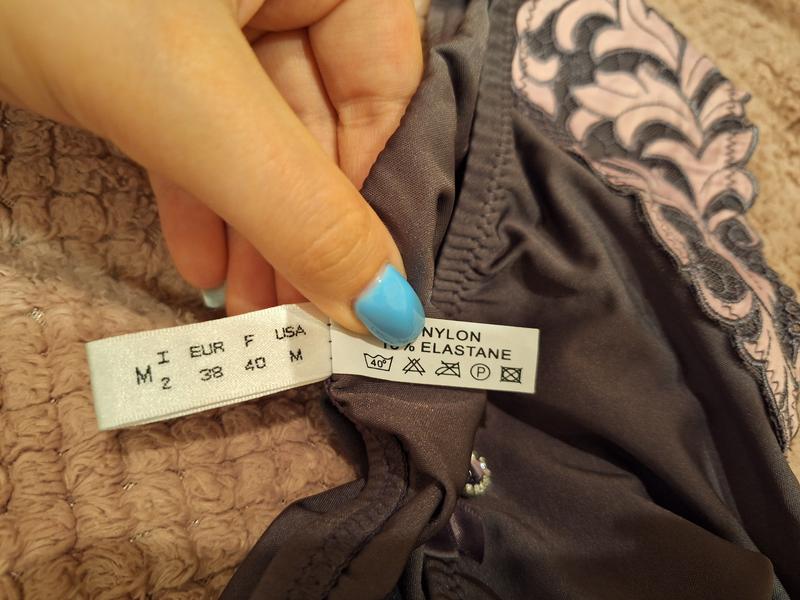 I EUR F USA
M 2 38 40 M
NYLON
% ELASTANE
40° P